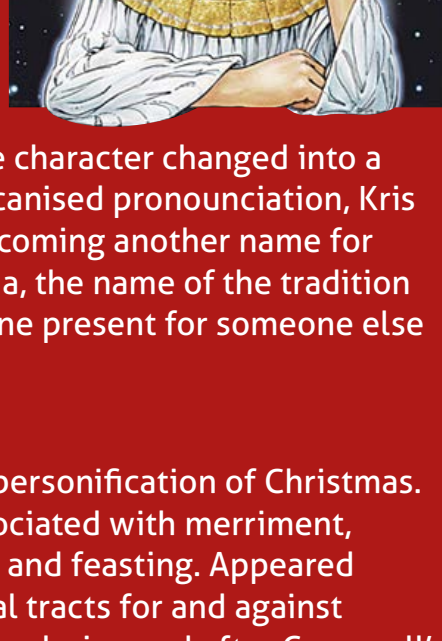 character changed into a
canised pronounciation, Kris
coming another name for
a, the name of the tradition
ne present for someone else
personification of Christmas.
ociated with merriment,
and feasting. Appeared
al tracts for and against